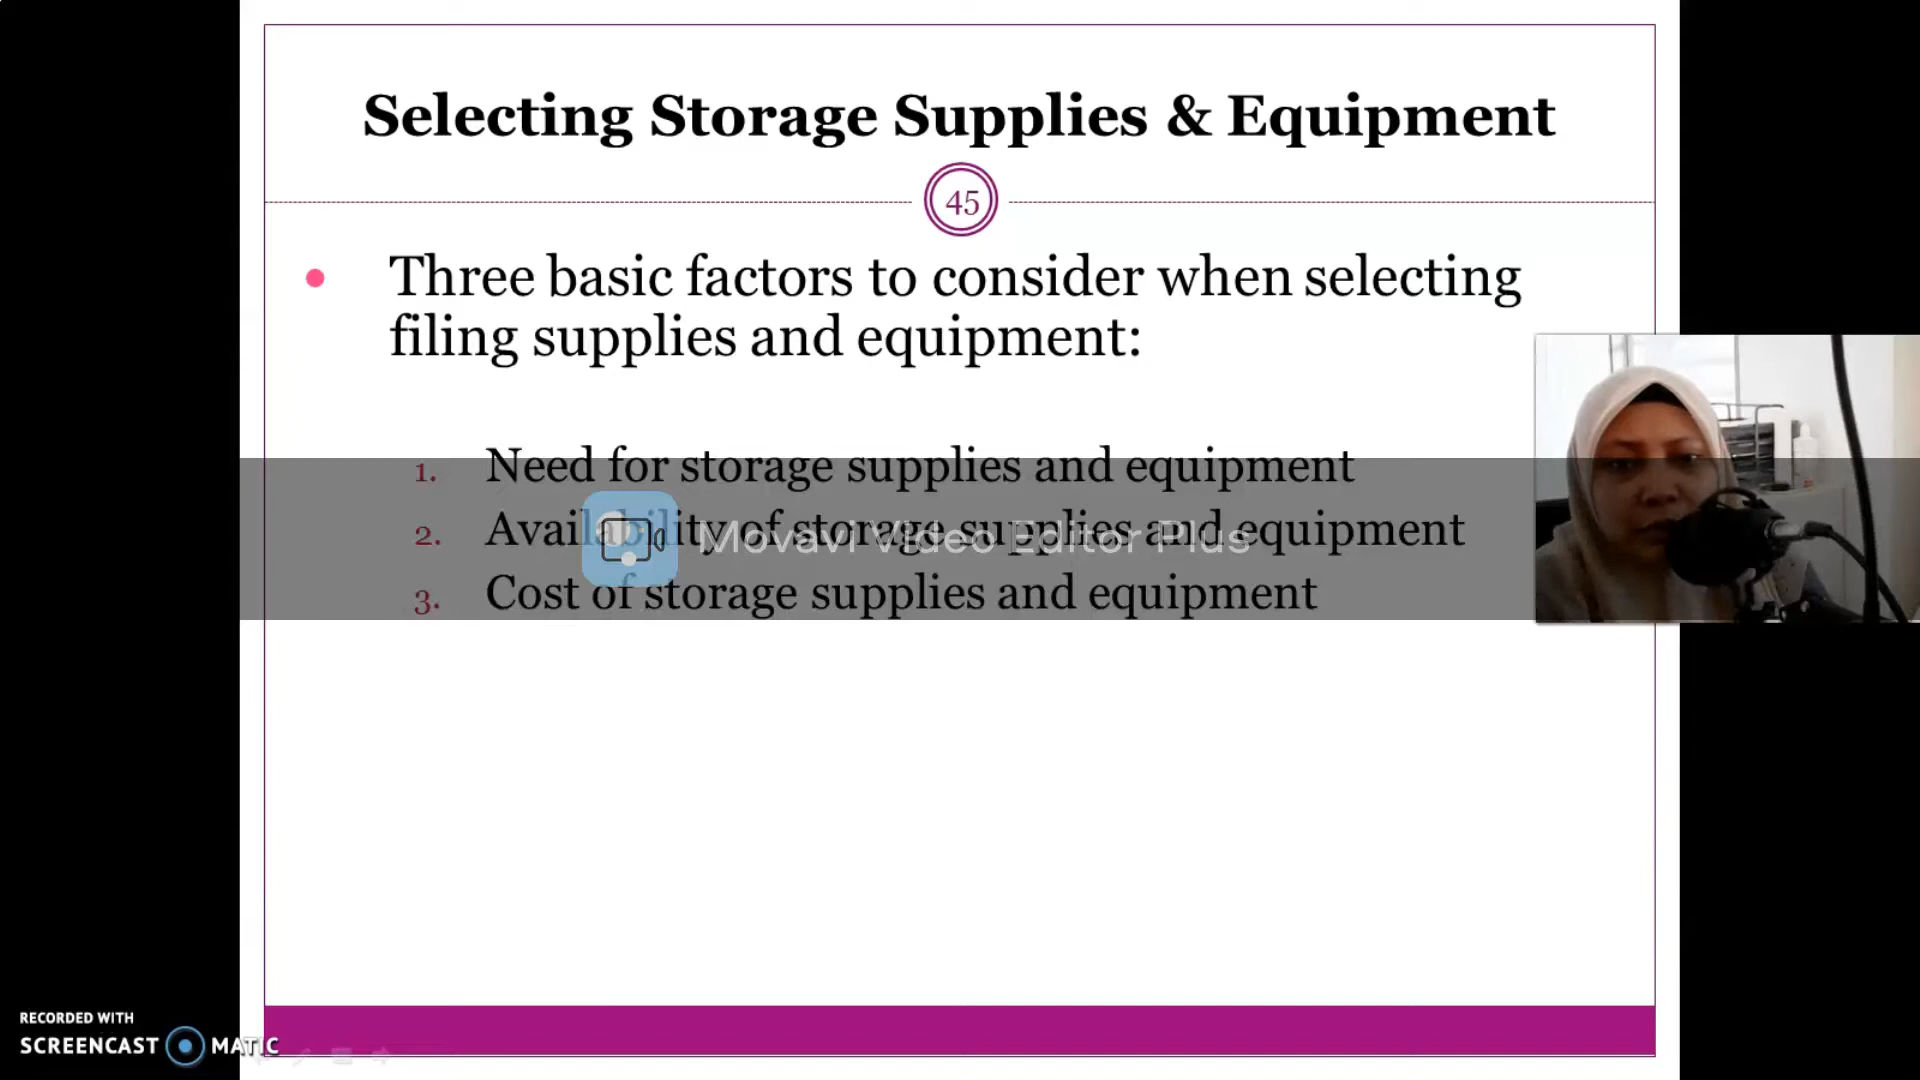 Selecting Storage Supplies & Equipment
45
• Three basic factors to consider when selecting
filing supplies and equipment:
1. Need for storage supplies and equipment
2. Availability of storage supplies and equipment
Movavi Video Editor Plus
3. Cost of storage supplies and equipment
RECORDED WITH
SCREENCAST MATIC